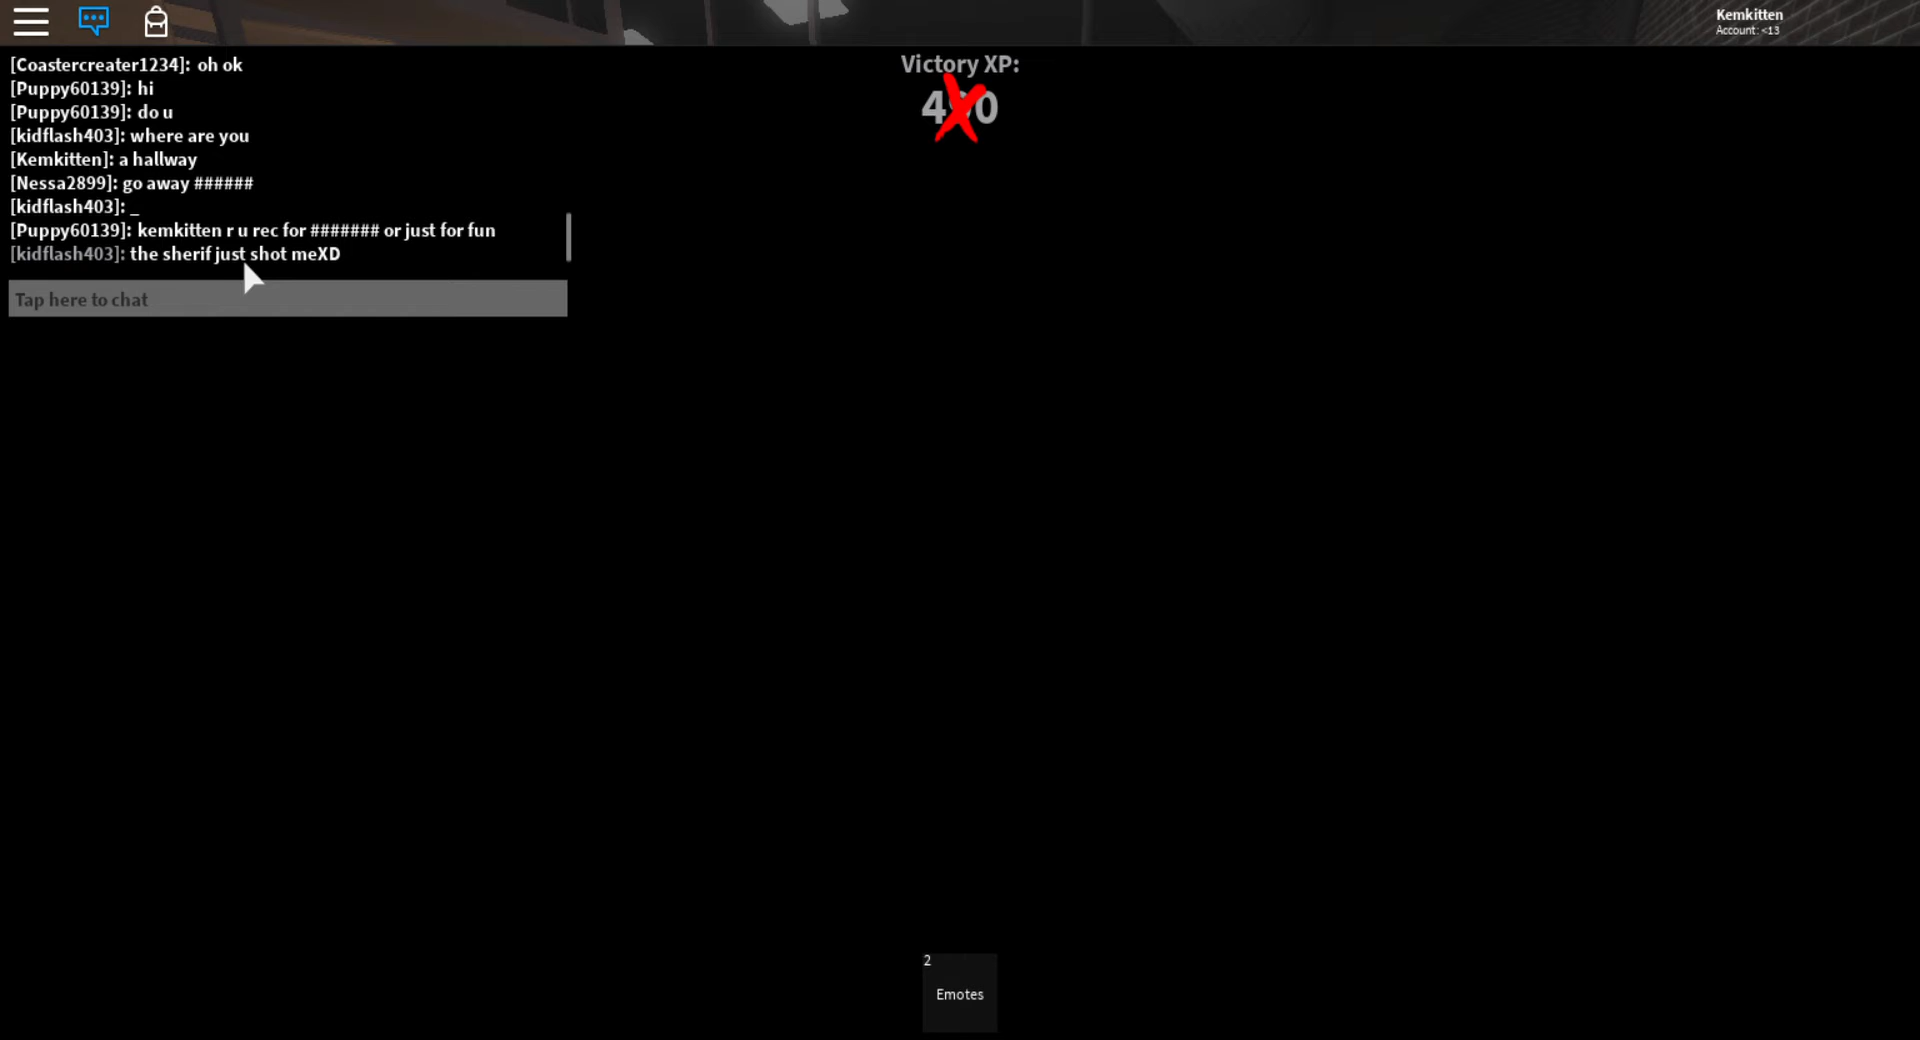 Kemkitten
Account: <13
[Coastercreater1234]: oh ok
[Puppy60139]: hi
[Puppy60139]: do u
[kidflash403]: where are you
[Kemkitten]: a hallway
[Nessa2899]: go away ######
[kidflash403]: _
[Puppy60139]: kemkitten r u rec for ####### or just for fun
[kidflash403]: the sherif just shot meXD
Tap here to chat
Victory XP:
2
Emotes